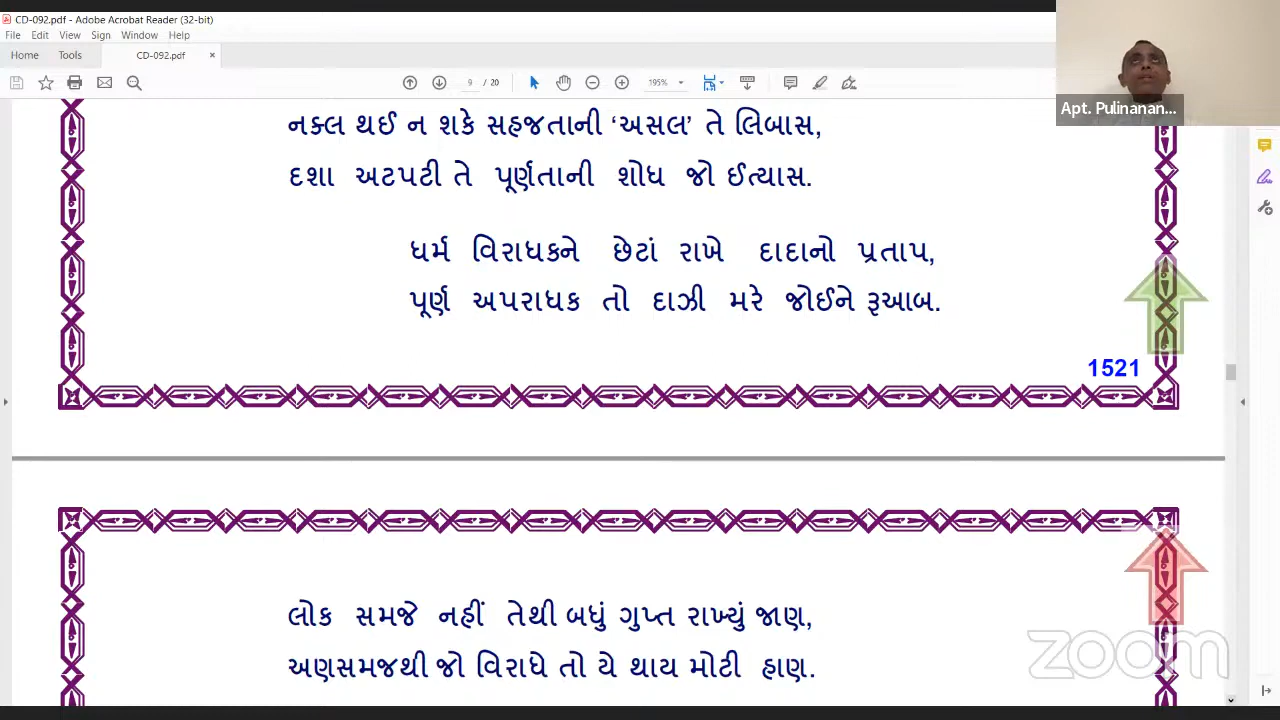 CD-092.pdf - Adobe Acrobat Reader (32-bit)
File Edit View Sign Window Help
Home Tools CD-092.pdf ×
9 / 20 195%
Apt. Pulinanan...
નકલ થઈ ન શકે સહજતાની ‘અસલ’ તે લિબાસ,
દશા અટપટી તે પૂર્ણતાની શોધ જો ઈત્યાસ.
ધર્મ વિરાધકને છેટાં રાખે દાદાનો પ્રતાપ,
પૂર્ણ અપરાધક તો દાઝી મરે જોઈને રૂઆબ.
1521
લોક સમજે નહીં તેથી બધું ગુપ્ત રાખ્યું જાણ,
અણસમજથી જો વિરાધે તો યે થાય મોટી હાણ.
zoom